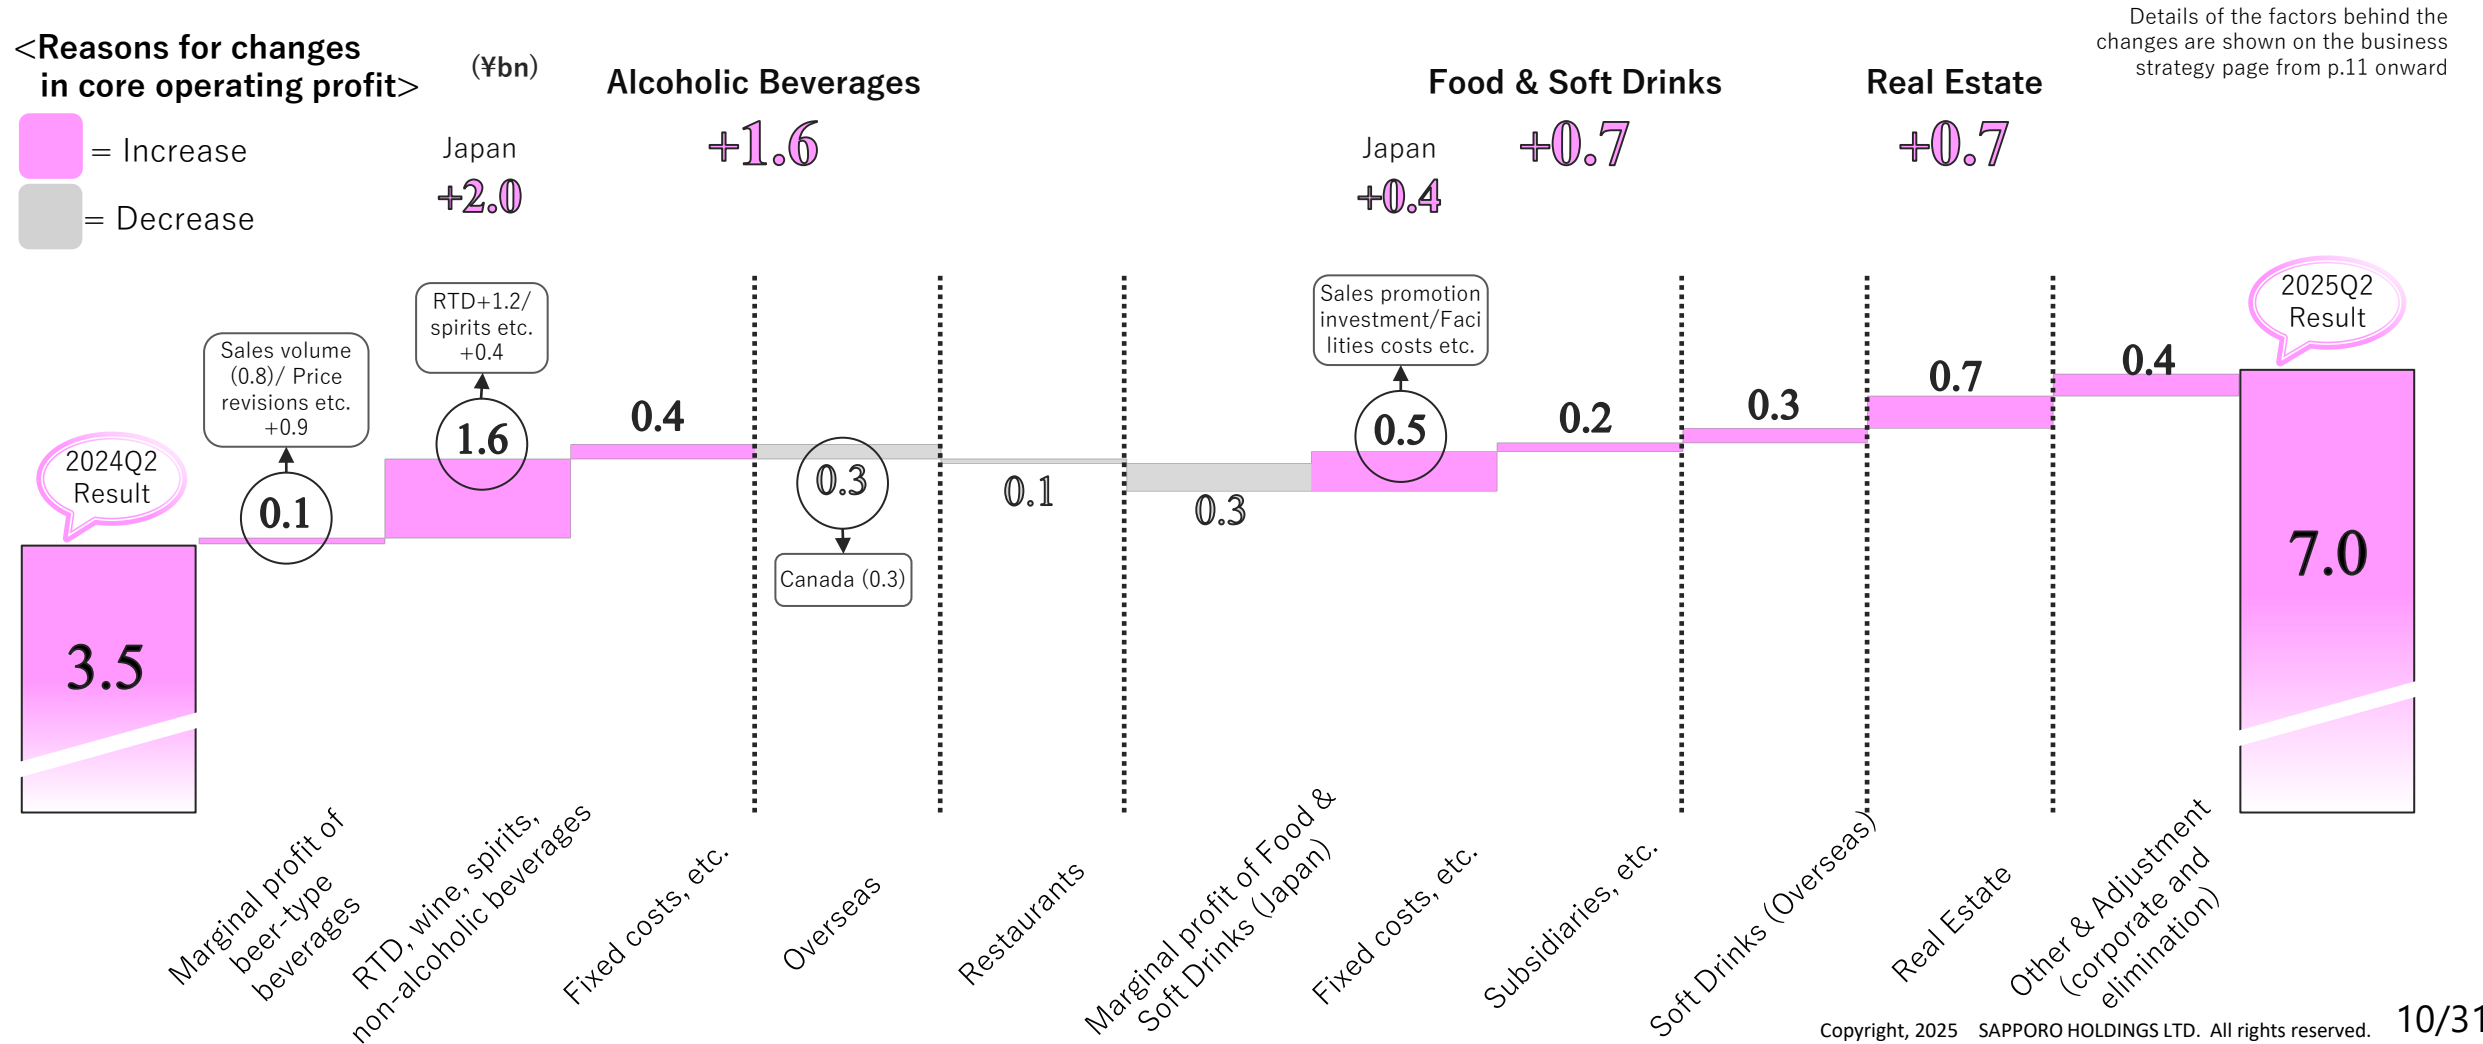 <Reasons for changes
in core operating profit>
(¥bn)
= Increase
= Decrease
Details of the factors behind the
changes are shown on the business
strategy page from p.11 onward
Alcoholic Beverages
+1.6
Food & Soft Drinks
+0.7
Real Estate
+0.7
Japan
+2.0
Japan
+0.4
2024Q2
Result
3.5
Sales volume
(0.8)/ Price
revisions etc.
+0.9
0.1
RTD+1.2/
spirits etc.
+0.4
1.6
0.4
0.3
Canada (0.3)
0.1
0.3
Sales promotion
investment/Faci
lities costs etc.
0.5
0.2
0.3
0.7
0.4
2025Q2
Result
7.0
Marginal profit of
beer-type
beverages
RTD, wine, spirits,
non-alcoholic beverages
Fixed costs, etc.
Overseas
Restaurants
Marginal profit of Food &
Soft Drinks (Japan)
Fixed costs, etc.
Subsidiaries, etc.
Soft Drinks (Overseas)
Real Estate
Other & Adjustment
(corporate and
elimination)
Copyright, 2025 SAPPORO HOLDINGS LTD. All rights reserved.
10/31